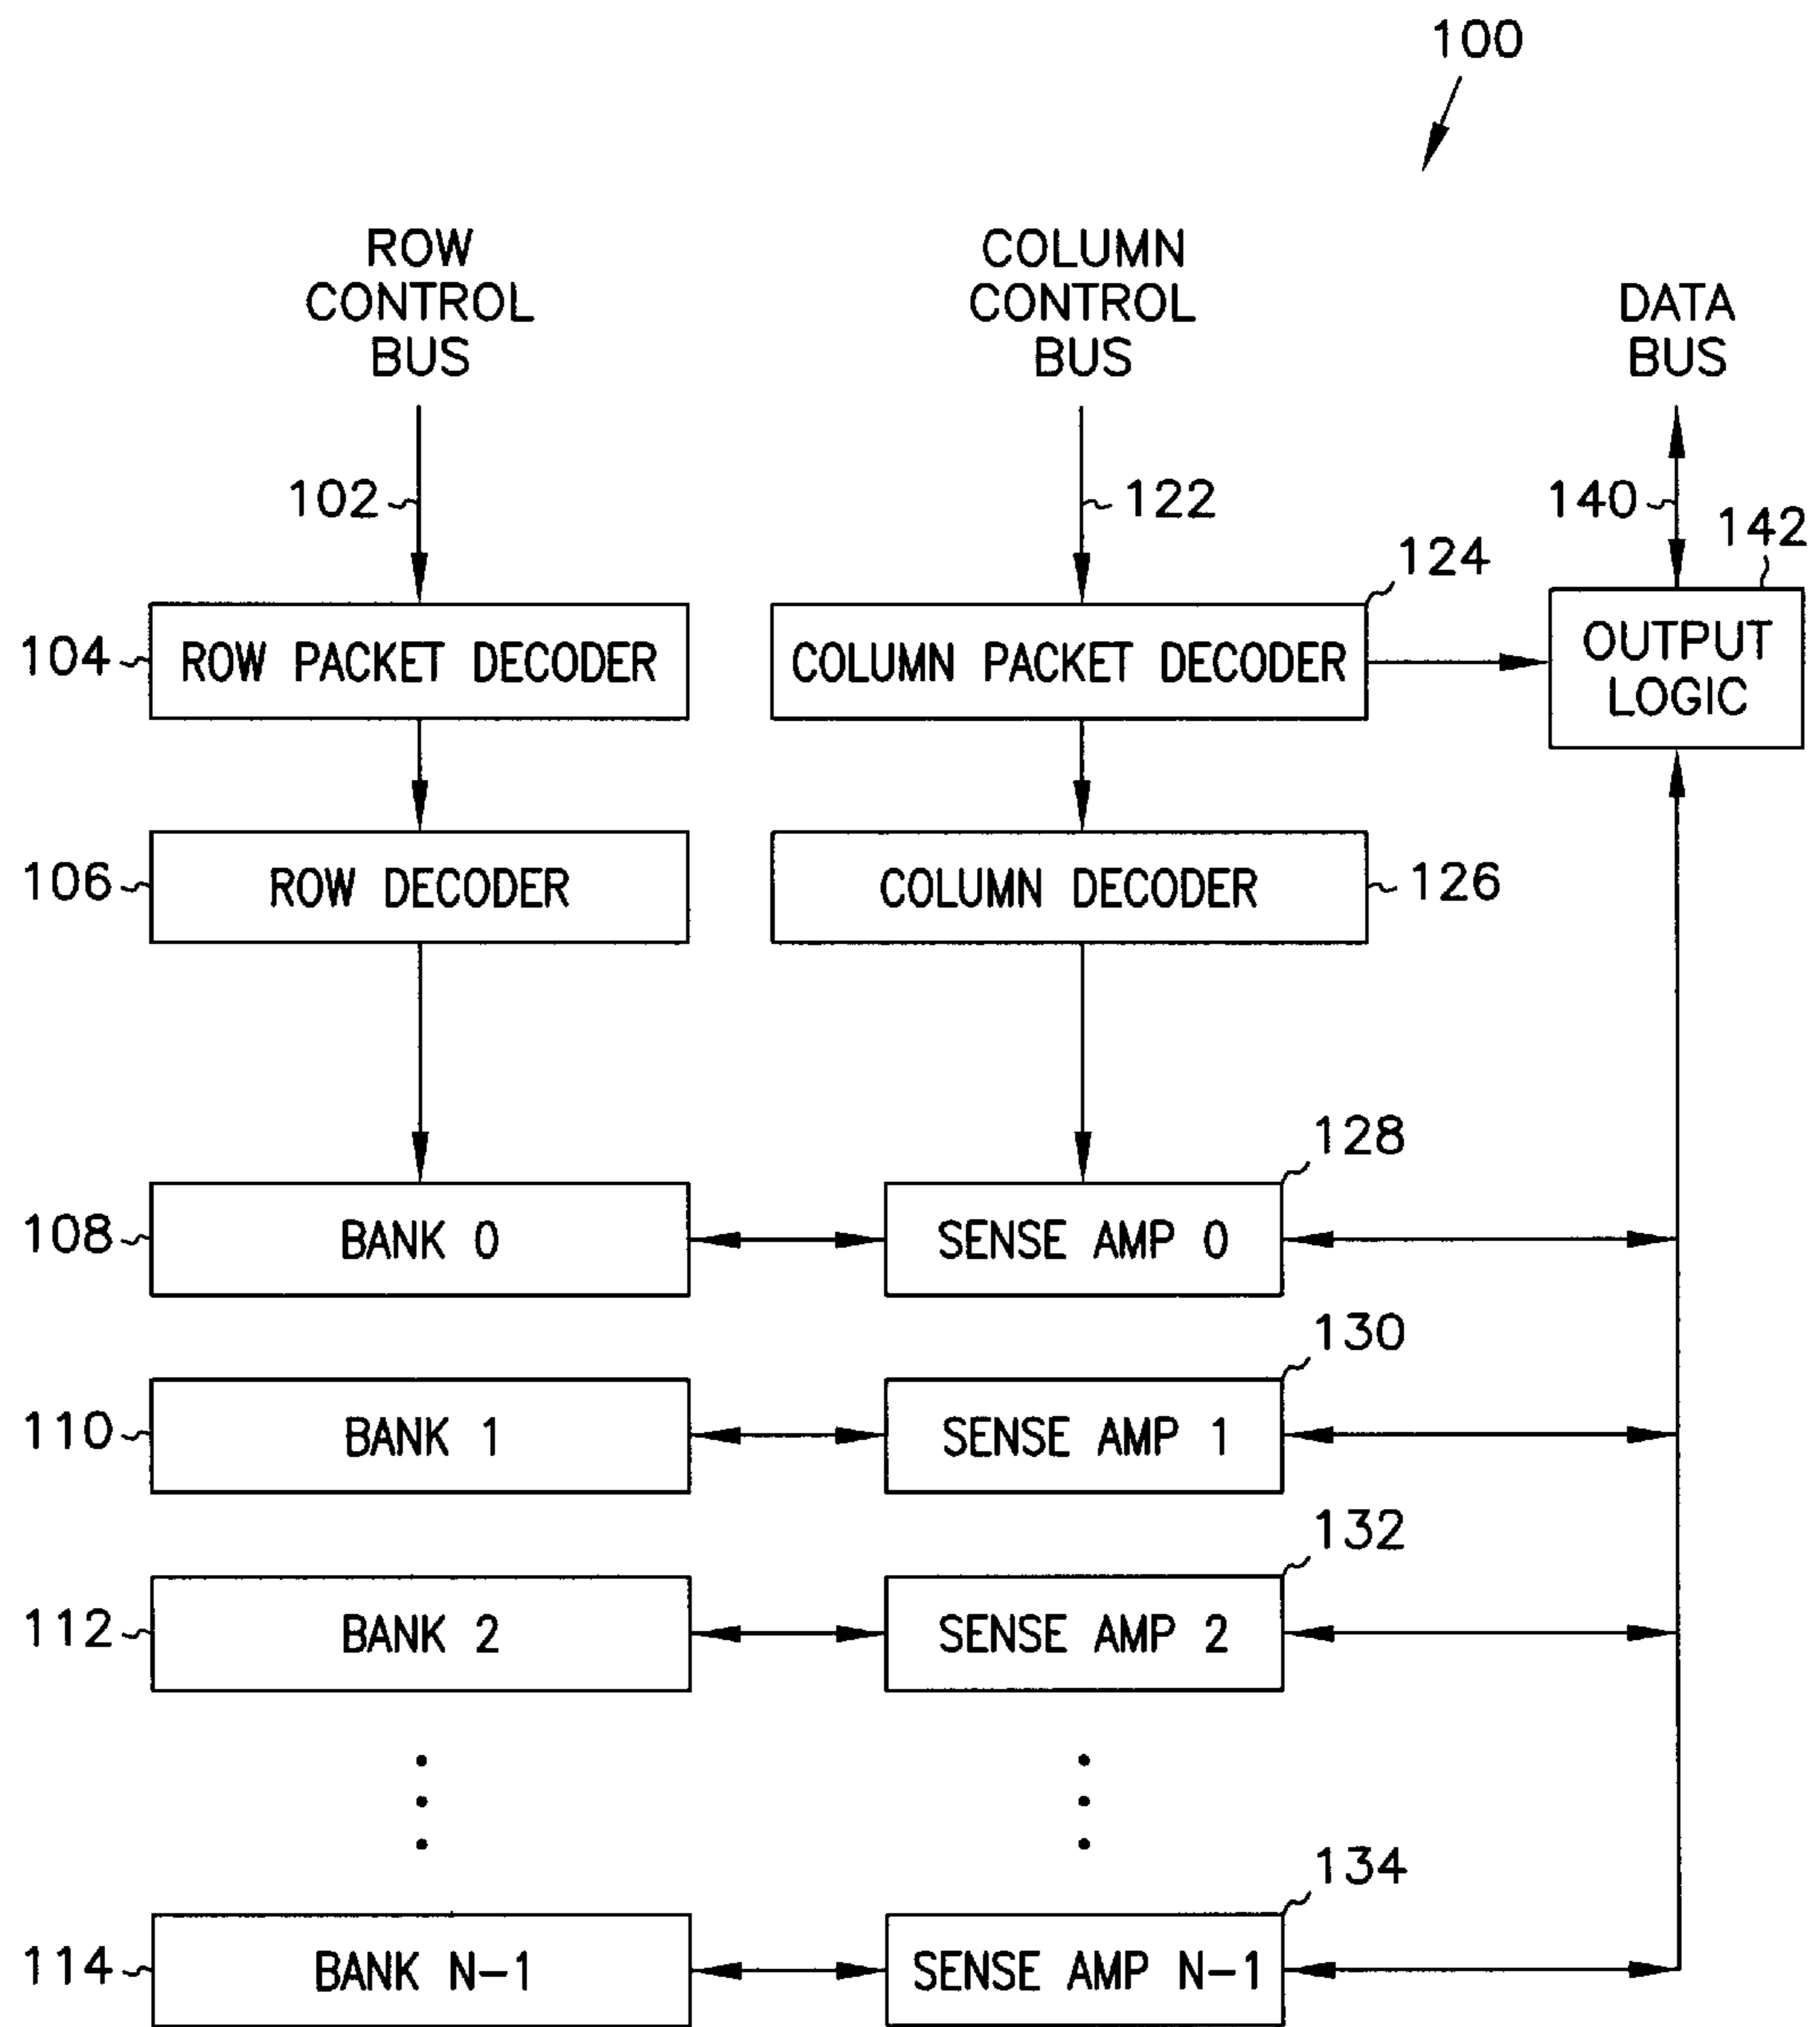 100
ROW
CONTROL
BUS
COLUMN
CONTROL
BUS
DATA
BUS
102
122
140
142
124
104
ROW PACKET DECODER
COLUMN PACKET DECODER
OUTPUT
LOGIC
106
ROW DECODER
COLUMN DECODER
126
128
108
BANK 0
SENSE AMP 0
130
110
BANK 1
SENSE AMP 1
132
112
BANK 2
SENSE AMP 2
134
114
BANK N-1
SENSE AMP N-1